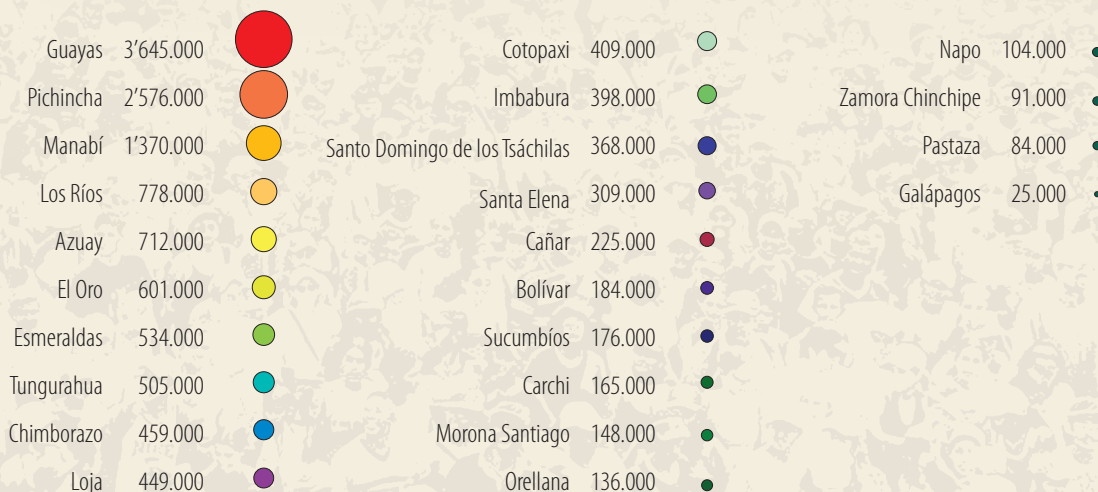 Guayas 3’645.000
Pichincha 2’576.000
Manabí 1’370.000
Los Ríos 778.000
Azuay 712.000
El Oro 601.000
Esmeraldas 534.000
Tungurahua 505.000
Chimborazo 459.000
Loja 449.000
Cotopaxi 409.000
Imbabura 398.000
Santo Domingo de los Tsáchilas 368.000
Santa Elena 309.000
Cañar 225.000
Bolívar 184.000
Sucumbíos 176.000
Carchi 165.000
Morona Santiago 148.000
Orellana 136.000
Napo 104.000
Zamora Chinchipe 91.000
Pastaza 84.000
Galápagos 25.000